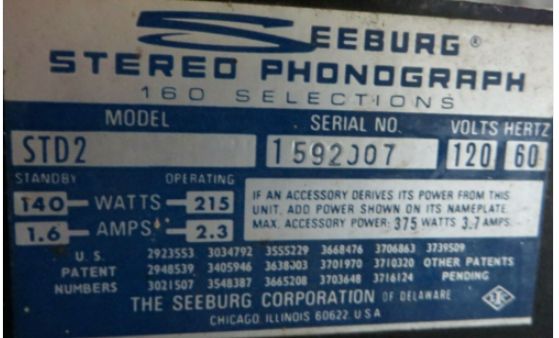 SEEBURG®
STEREO PHONOGRAPH
160 SELECTIONS
MODEL SERIAL NO. VOLTS HERTZ
STD2 1592007 120 60
STANDBY OPERATING
140 WATTS 215
1.6 AMPS 2.3
IF AN ACCESSORY DERIVES ITS POWER FROM THIS
UNIT, ADD POWER SHOWN ON ITS NAMEPLATE.
MAX. ACCESSORY POWER: 375 WATTS 3.7 AMPS.
U.S. 2923553 3034792 3555229 3668476 3706863 3739509
PATENT 2948539 3405946 3638303 3701970 3710320 OTHER PATENTS
NUMBERS 3021507 3548387 3665208 3703648 3716124 PENDING
THE SEEBURG CORPORATION OF DELAWARE
CHICAGO, ILLINOIS 60622 U.S.A